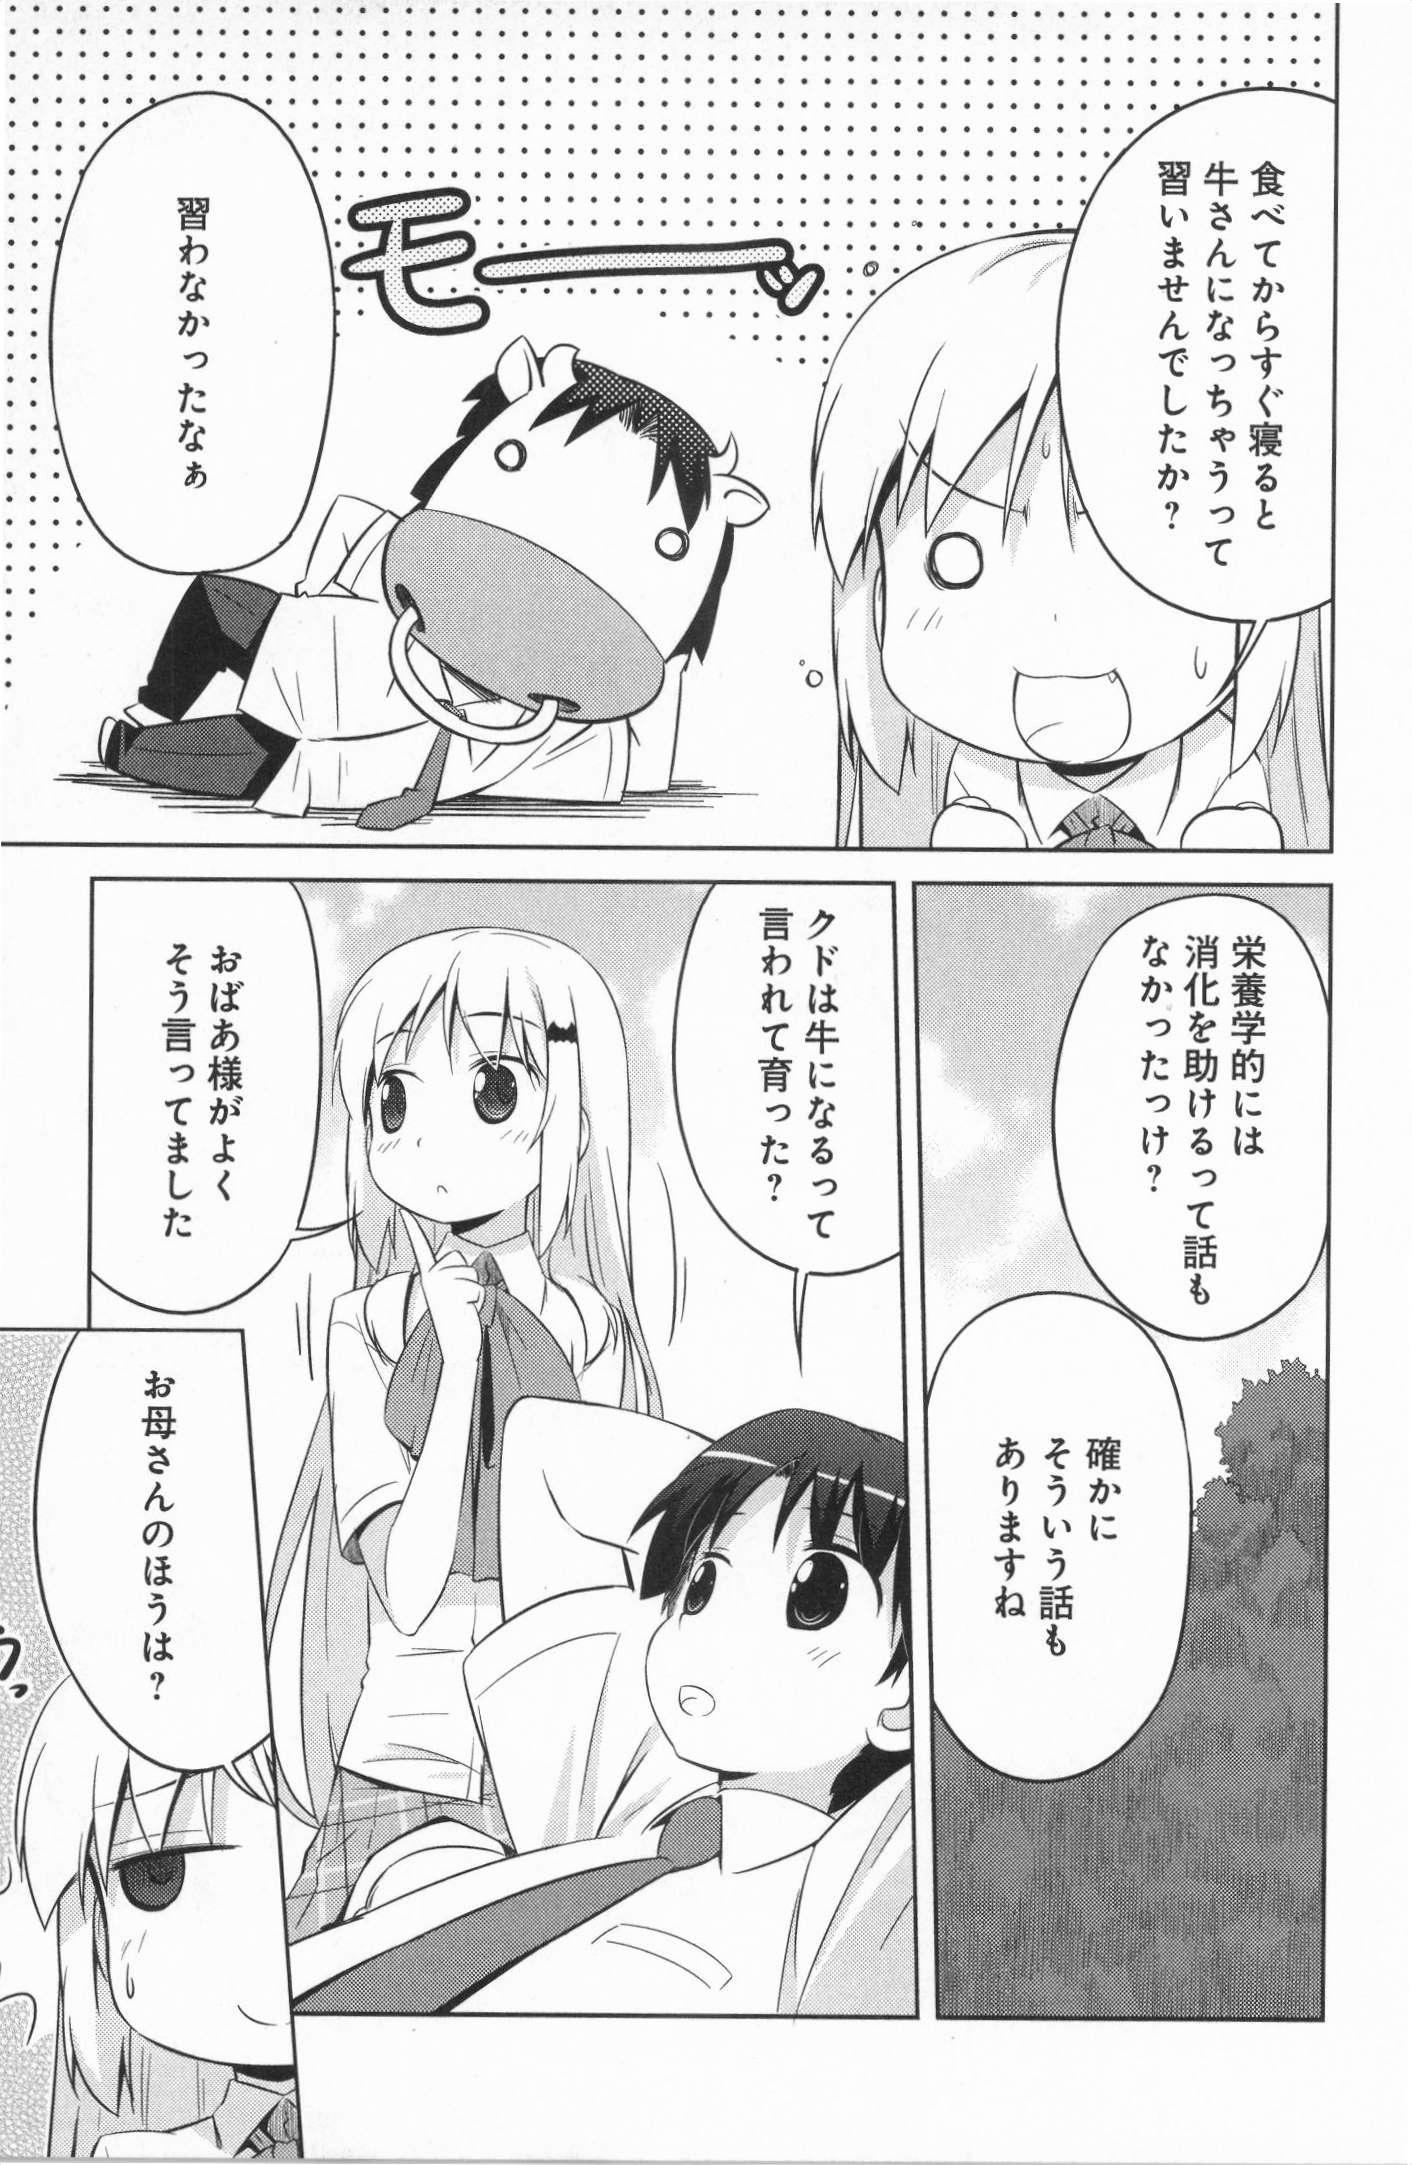 食べてからすぐ寝ると
牛さんになっちゃうって
習いませんでしたか?
モーーッ
習わなかったなぁ
栄養学的には
消化を助けるって話も
なかったっけ?
確かに
そういう話も
ありますね
クドは牛になるって
言われて育った?
おばあ様がよく
そう言ってました
お母さんのほうは?
うっ